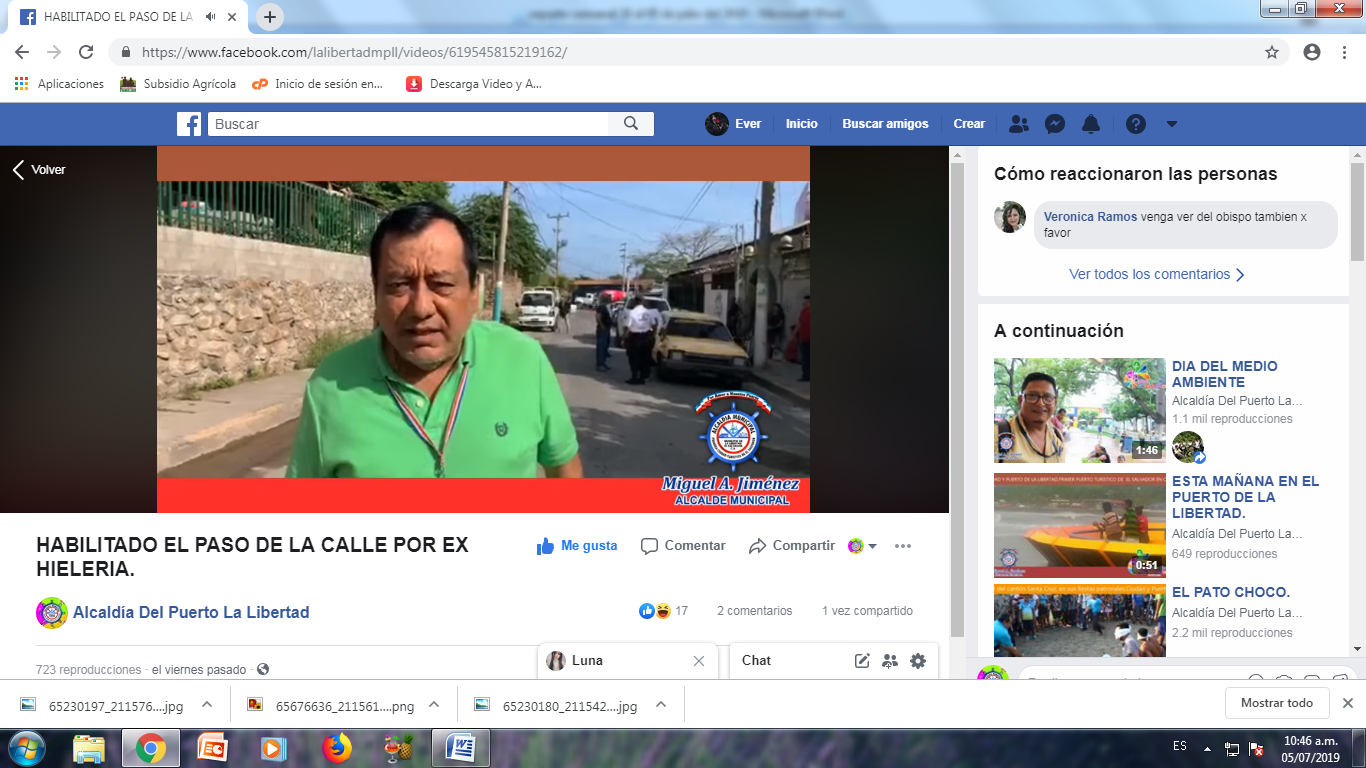 HABILITADO EL PASO DE LA
https://www.facebook.com/lalibertadmpll/videos/619545815219162/
Aplicaciones
Subsidio Agrícola
Inicio de sesión en...
Descarga Video y A...
Buscar
Ever
Inicio
Buscar amigos
Crear
Volver
ALCALDIA MUNICIPAL
Miguel A. Jiménez
ALCALDE MUNICIPAL
HABILITADO EL PASO DE LA CALLE POR EX
HIELERIA.
Me gusta
Comentar
Compartir
Alcaldía Del Puerto La Libertad
17
2 comentarios
1 vez compartido
723 reproducciones · el viernes pasado ·
Cómo reaccionaron las personas
Veronica Ramos venga ver del obispo tambien x
favor
Ver todos los comentarios
A continuación
1:46
DIA DEL MEDIO
AMBIENTE
Alcaldía Del Puerto La...
1.1 mil reproducciones
0:51
ESTA MAÑANA EN EL
PUERTO DE LA
LIBERTAD.
Alcaldía Del Puerto La...
649 reproducciones
EL PATO CHOCO.
Alcaldía Del Puerto La...
2.2 mil reproducciones
Luna
Chat
65230197_211576....jpg
65676636_211561....png
65230180_211542....jpg
Mostrar todo
ES
10:46 a.m.
05/07/2019